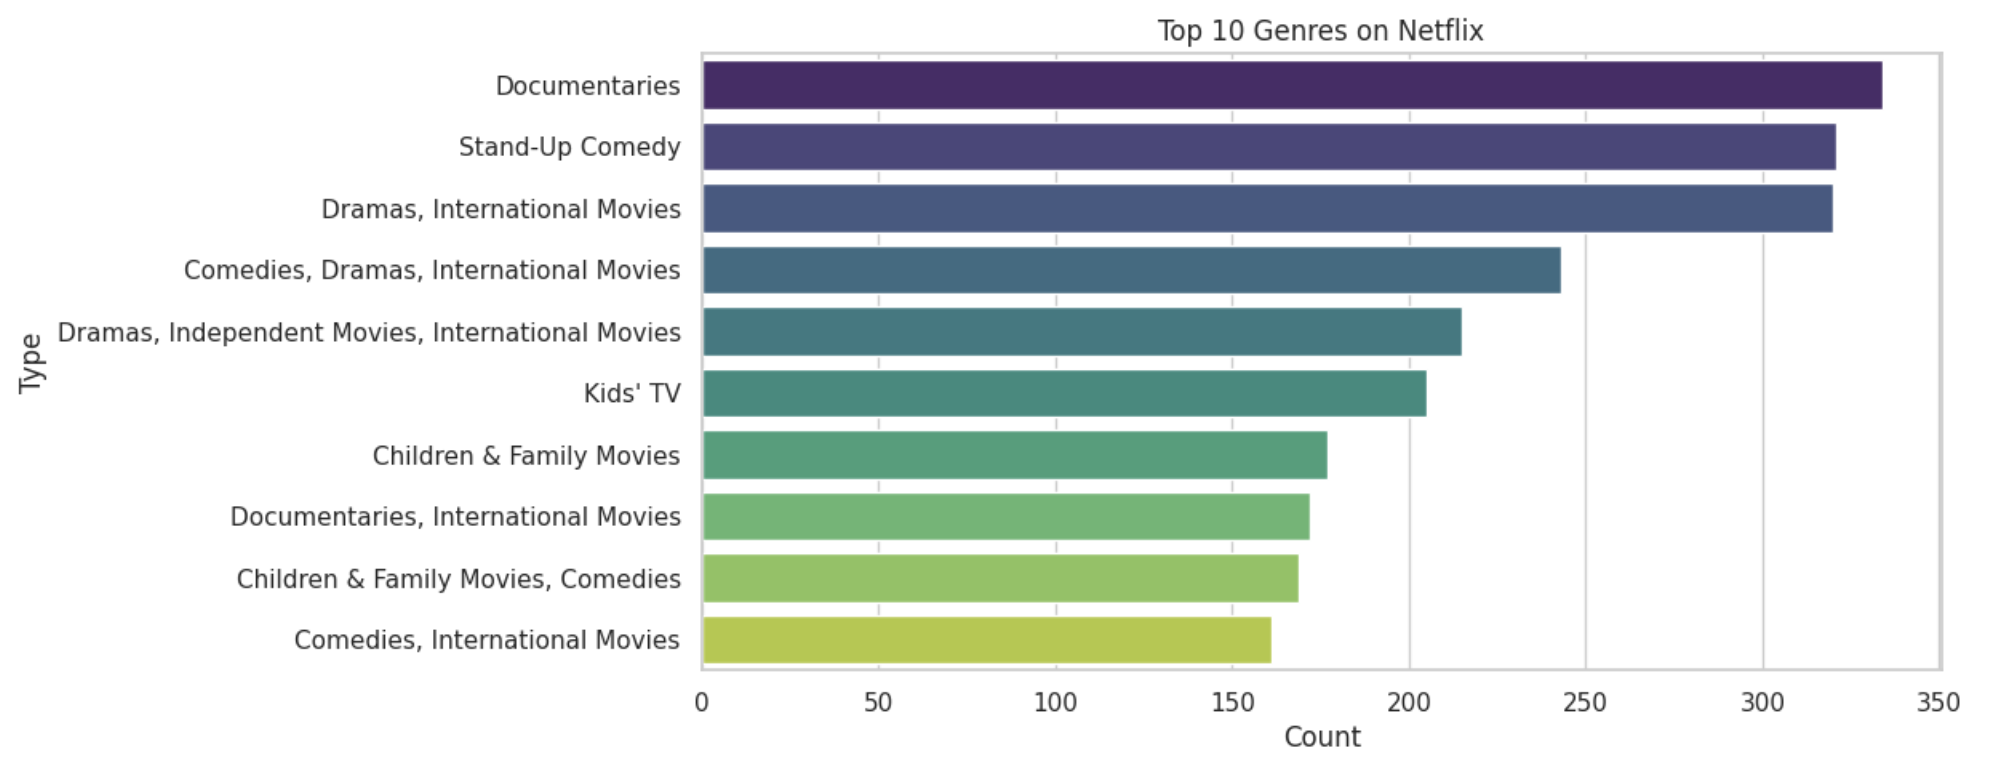 Top 10 Genres on Netflix
Documentaries
Stand-Up Comedy
Dramas, International Movies
Comedies, Dramas, International Movies
Dramas, Independent Movies, International Movies
Kids' TV
Children & Family Movies
Documentaries, International Movies
Children & Family Movies, Comedies
Comedies, International Movies
Type
0 50 100 150 200 250 300 350
Count